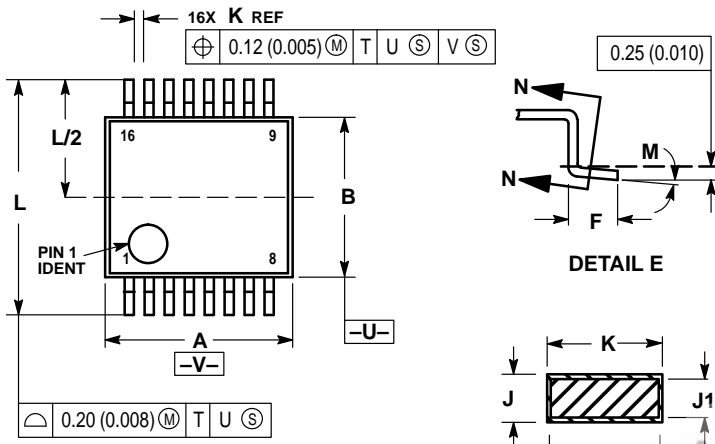 16X K REF
⌖ 0.12 (0.005) Ⓜ T U Ⓢ V Ⓢ
0.25 (0.010)
N
L/2
16
9
M
L
B
N
PIN 1
IDENT
1
8
F
DETAIL E
–U–
A
–V–
K
J
J1
⌓ 0.20 (0.008) Ⓜ T U Ⓢ